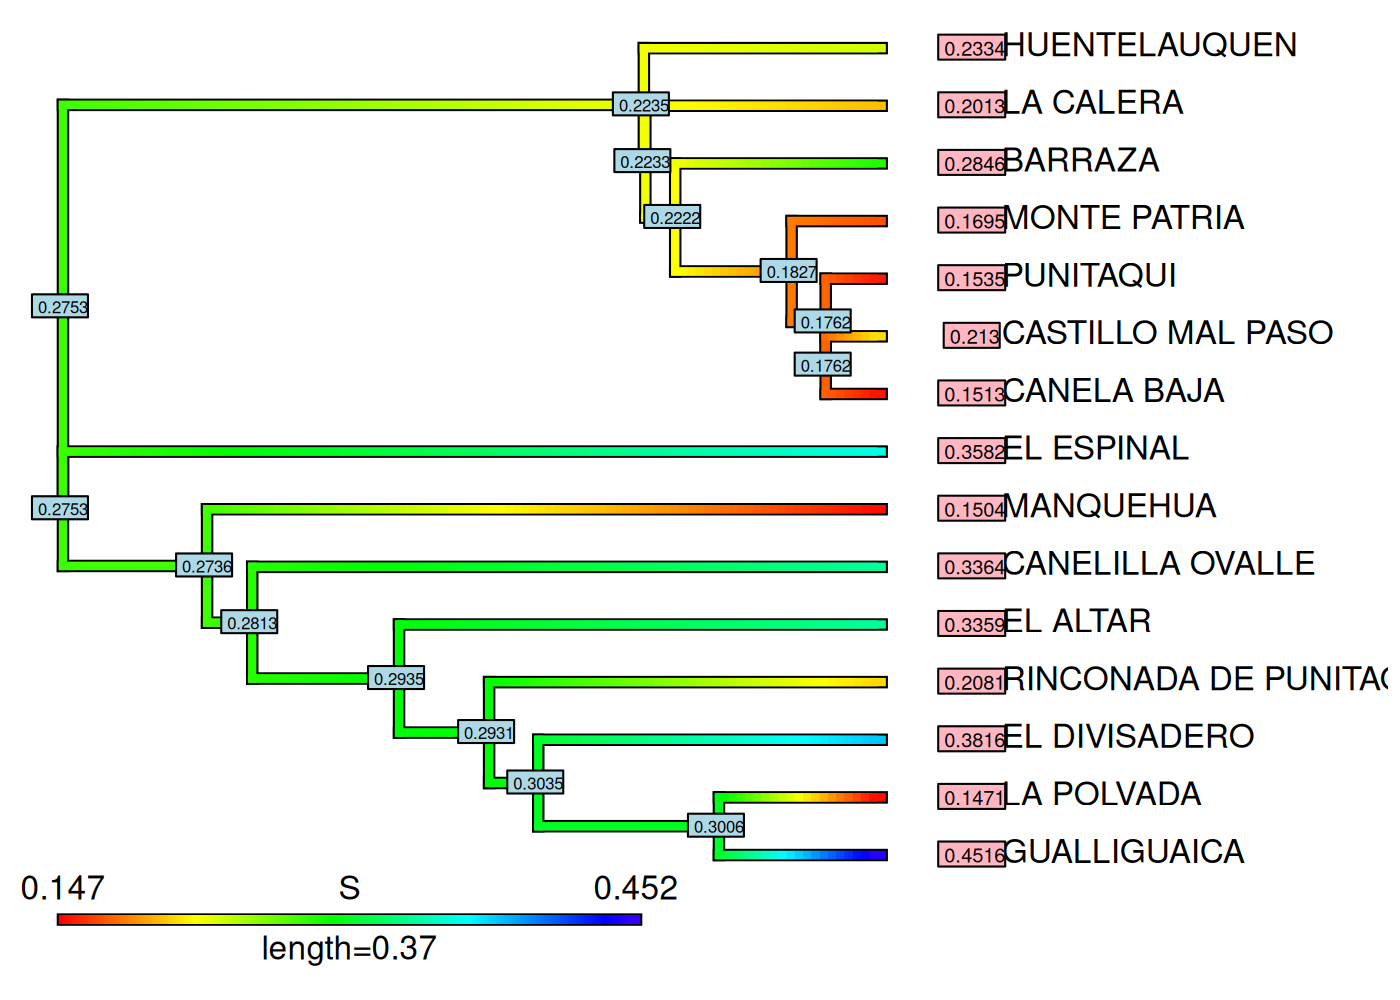 0.2334 HUENTELAUQUEN
0.2235
0.2013 LA CALERA
0.2233
0.2846 BARRAZA
0.2222
0.1695 MONTE PATRIA
0.1827
0.1535 PUNITAQUI
0.2753
0.1762
0.213 CASTILLO MAL PASO
0.1762
0.1513 CANELA BAJA
0.3582 EL ESPINAL
0.2753
0.1504 MANQUEHUA
0.2736
0.3364 CANELILLA OVALLE
0.2813
0.3359 EL ALTAR
0.2935
0.2081 RINCONADA DE PUNITAQ
0.2931
0.3816 EL DIVISADERO
0.3035
0.1471 LA POLVADA
0.3006
0.4516 GUALLIGUAICA
0.147 S 0.452
length=0.37